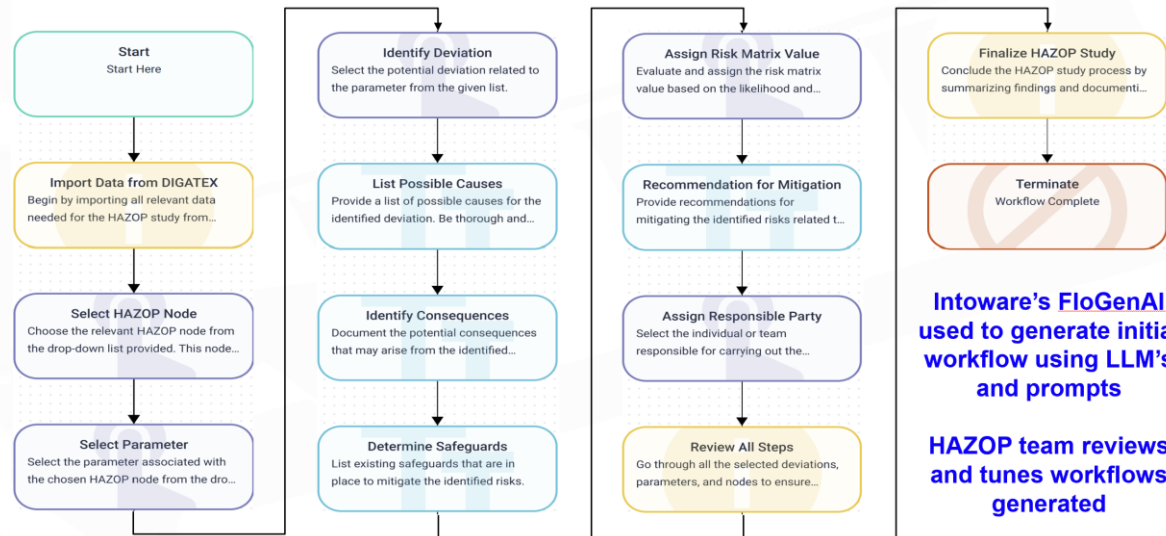 Start
Start Here
Import Data from DIGATEX
Begin by importing all relevant data
needed for the HAZOP study from...
Select HAZOP Node
Choose the relevant HAZOP node from
the drop-down list provided. This node...
Select Parameter
Select the parameter associated with
the chosen HAZOP node from the dro...
Identify Deviation
Select the potential deviation related to
the parameter from the given list.
List Possible Causes
Provide a list of possible causes for the
identified deviation. Be thorough and...
Identify Consequences
Document the potential consequences
that may arise from the identified...
Determine Safeguards
List existing safeguards that are in
place to mitigate the identified risks.
Assign Risk Matrix Value
Evaluate and assign the risk matrix
value based on the likelihood and...
Recommendation for Mitigation
Provide recommendations for
mitigating the identified risks related t...
Assign Responsible Party
Select the individual or team
responsible for carrying out the...
Review All Steps
Go through all the selected deviations,
parameters, and nodes to ensure...
Finalize HAZOP Study
Conclude the HAZOP study process by
summarizing findings and documenti...
Terminate
Workflow Complete
Intoware's FloGenAI
used to generate initia
workflow using LLM's
and prompts
HAZOP team reviews
and tunes workflows
generated